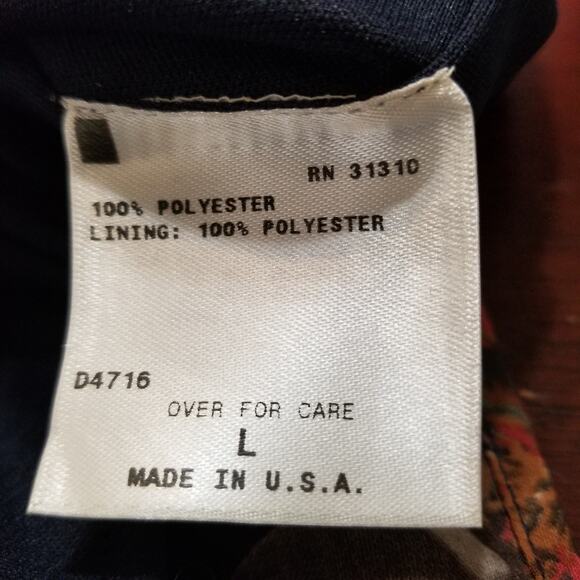 RN 31310
100% POLYESTER
LINING: 100% POLYESTER
D4716
OVER FOR CARE
L
MADE IN U.S.A.